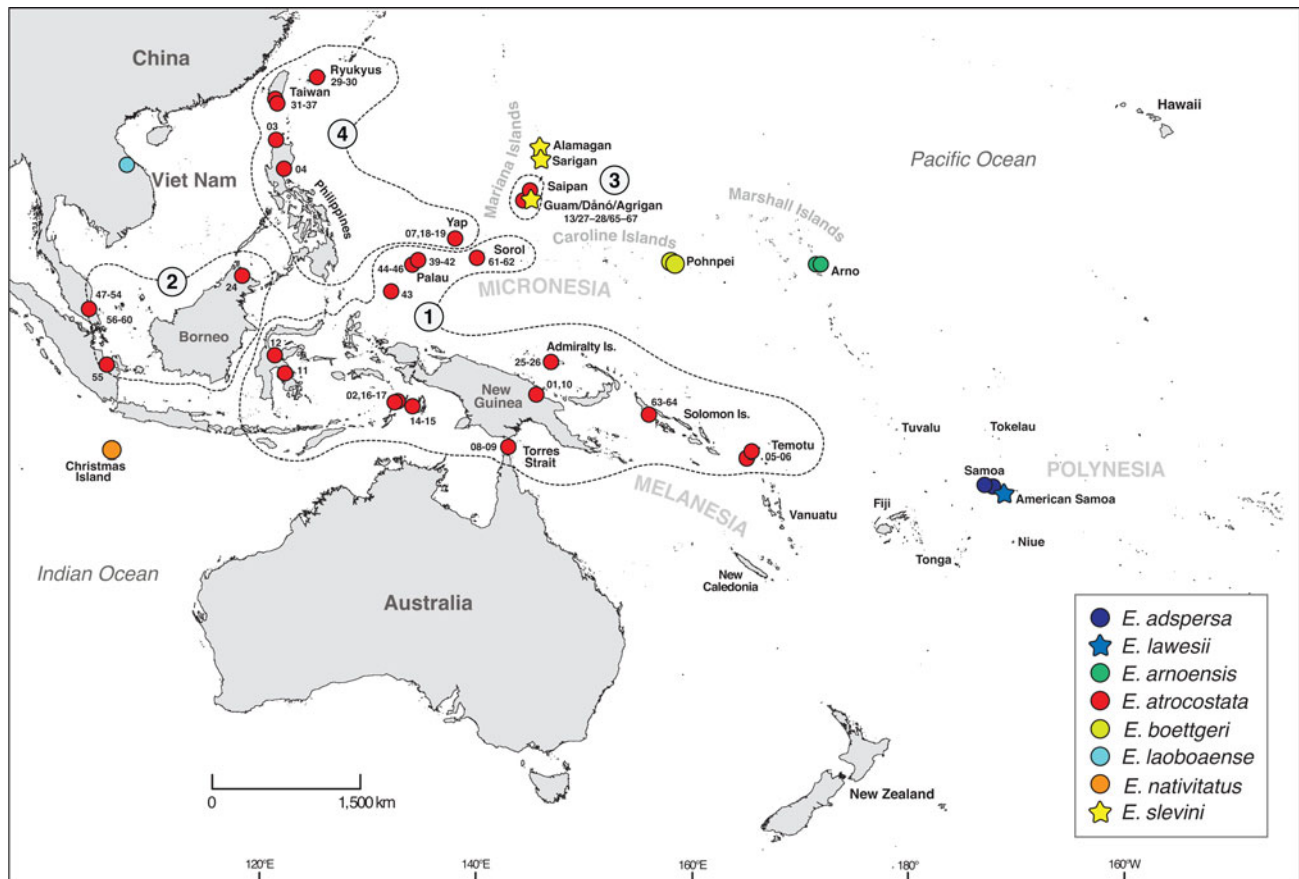 China
Ryukyus
29-30
Taiwan
31-37
Hawaii
03
4
04
Viet Nam
Philippines
Mariana Islands
Alamagan
Sarigan
Pacific Ocean
Saipan
3
Guam/Dånó/Agrigan
13/27–28/65–67
Marshall Islands
Yap
07,18-19
Caroline Islands
Sorol
61-62
39-42
44-46
Palau
43
Pohnpei
Arno
MICRONESIA
2
24
47-54
56-60
Borneo
55
1
12
11
Admiralty Is.
25-26
01,10
New
Guinea
02,16-17
14-15
63-64
Solomon Is.
08-09
Torres
Strait
Temotu
05-06
Tuvalu
Tokelau
Christmas
Island
MELANESIA
Samoa
POLYNESIA
American Samoa
Vanuatu
Fiji
Niue
Tonga
New
Caledonia
Indian Ocean
Australia
E. adspersa
E. lawesii
E. arnoensis
E. atrocostata
E. boettgeri
E. laoboaense
E. nativitatus
E. slevini
0
1,500 km
New Zealand
120°E
140°E
160°E
180°
160°W